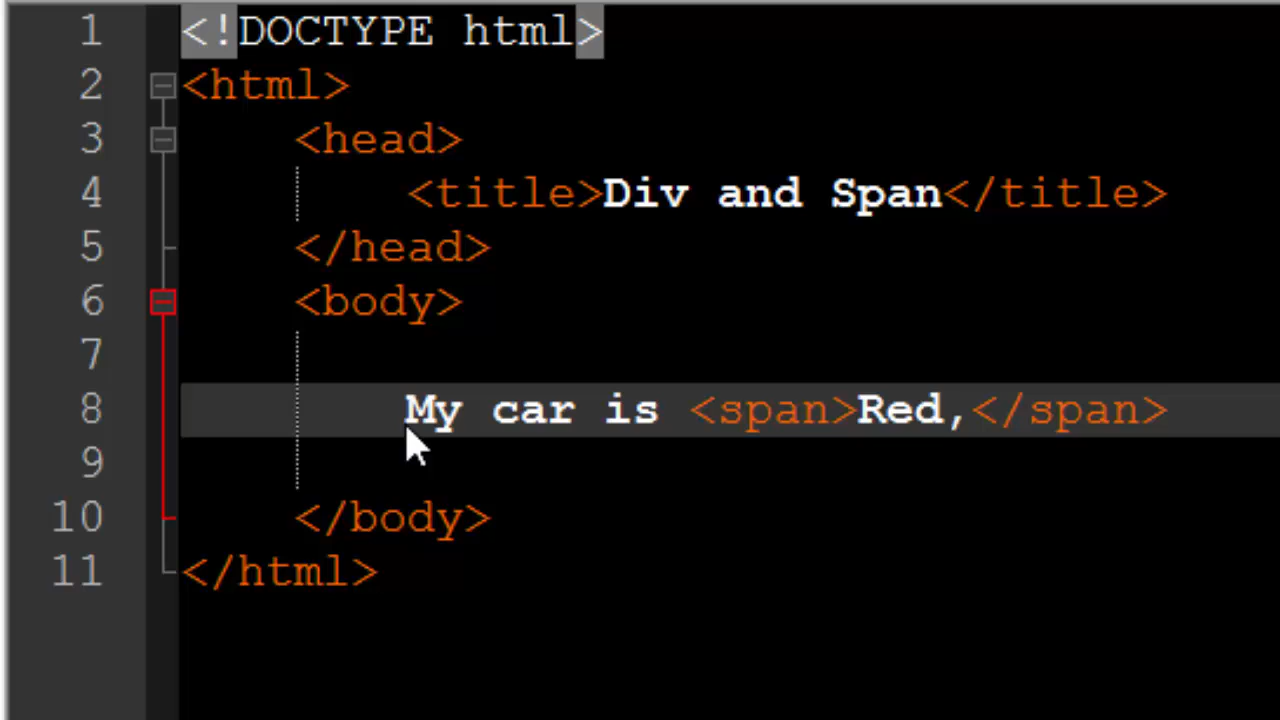 1 <!DOCTYPE html>
2 <html>
3 <head>
4 <title>Div and Span</title>
5 </head>
6 <body>
7
8 My car is <span>Red,</span>
9
10 </body>
11 </html>